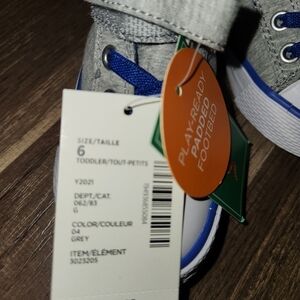 SIZE/TAILLE
6
TODDLER/TOUT-PETITS
Y2021
DEPT./CAT.
062/83
G
COLOR/COULEUR
04
GREY
ITEM/ÉLÉMENT
3023205
PLAY-READY
PADDED
FOOTBED